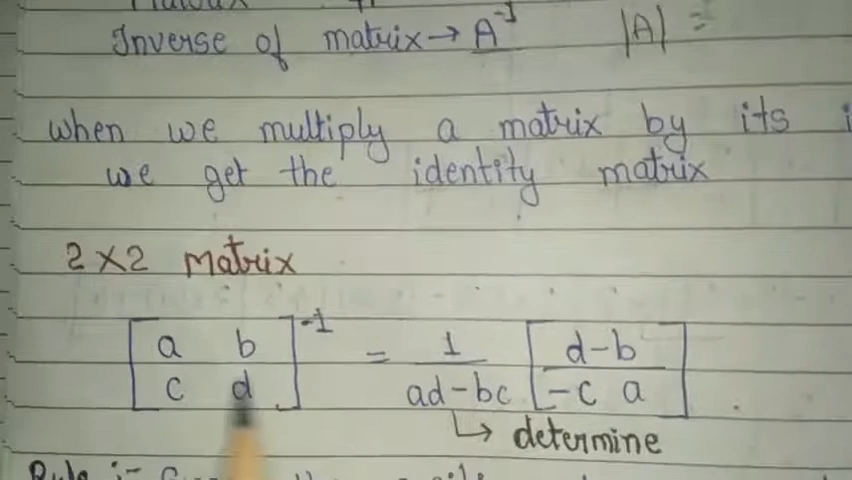 Inverse of matrix → A⁻¹ |A| =
when we multiply a matrix by its
we get the identity matrix
2×2 Matrix
[a b
c d]⁻¹ = 1/(ad-bc) [d-b
-c a]
↳ determine
Rule :-